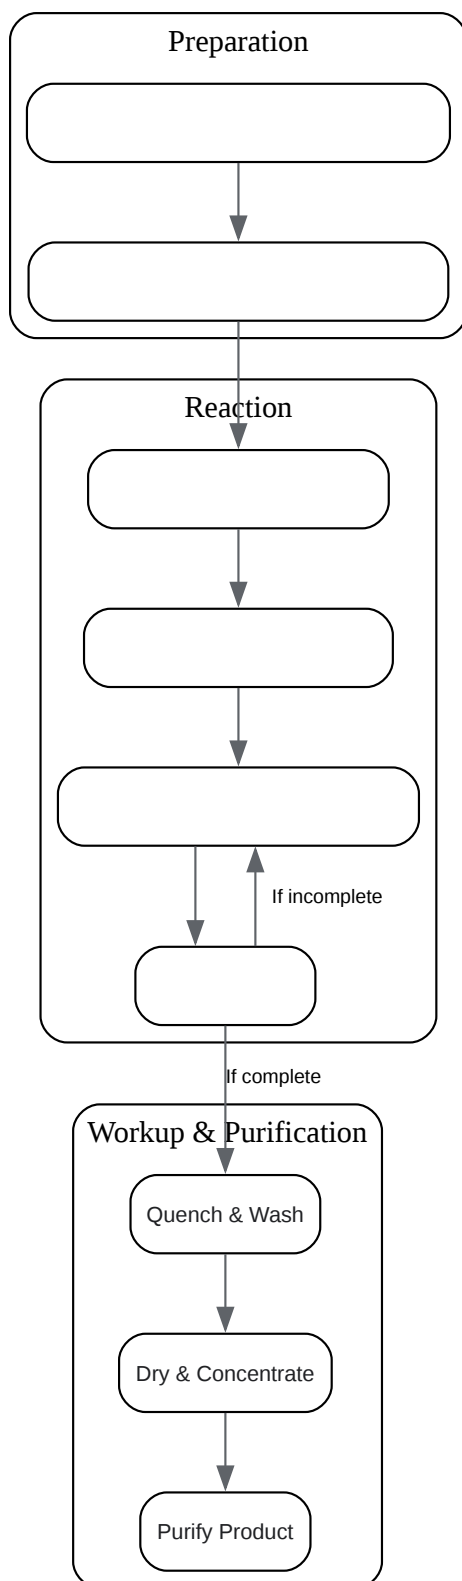 Preparation
Reaction
If incomplete
If complete
Workup & Purification
Quench & Wash
Dry & Concentrate
Purify Product